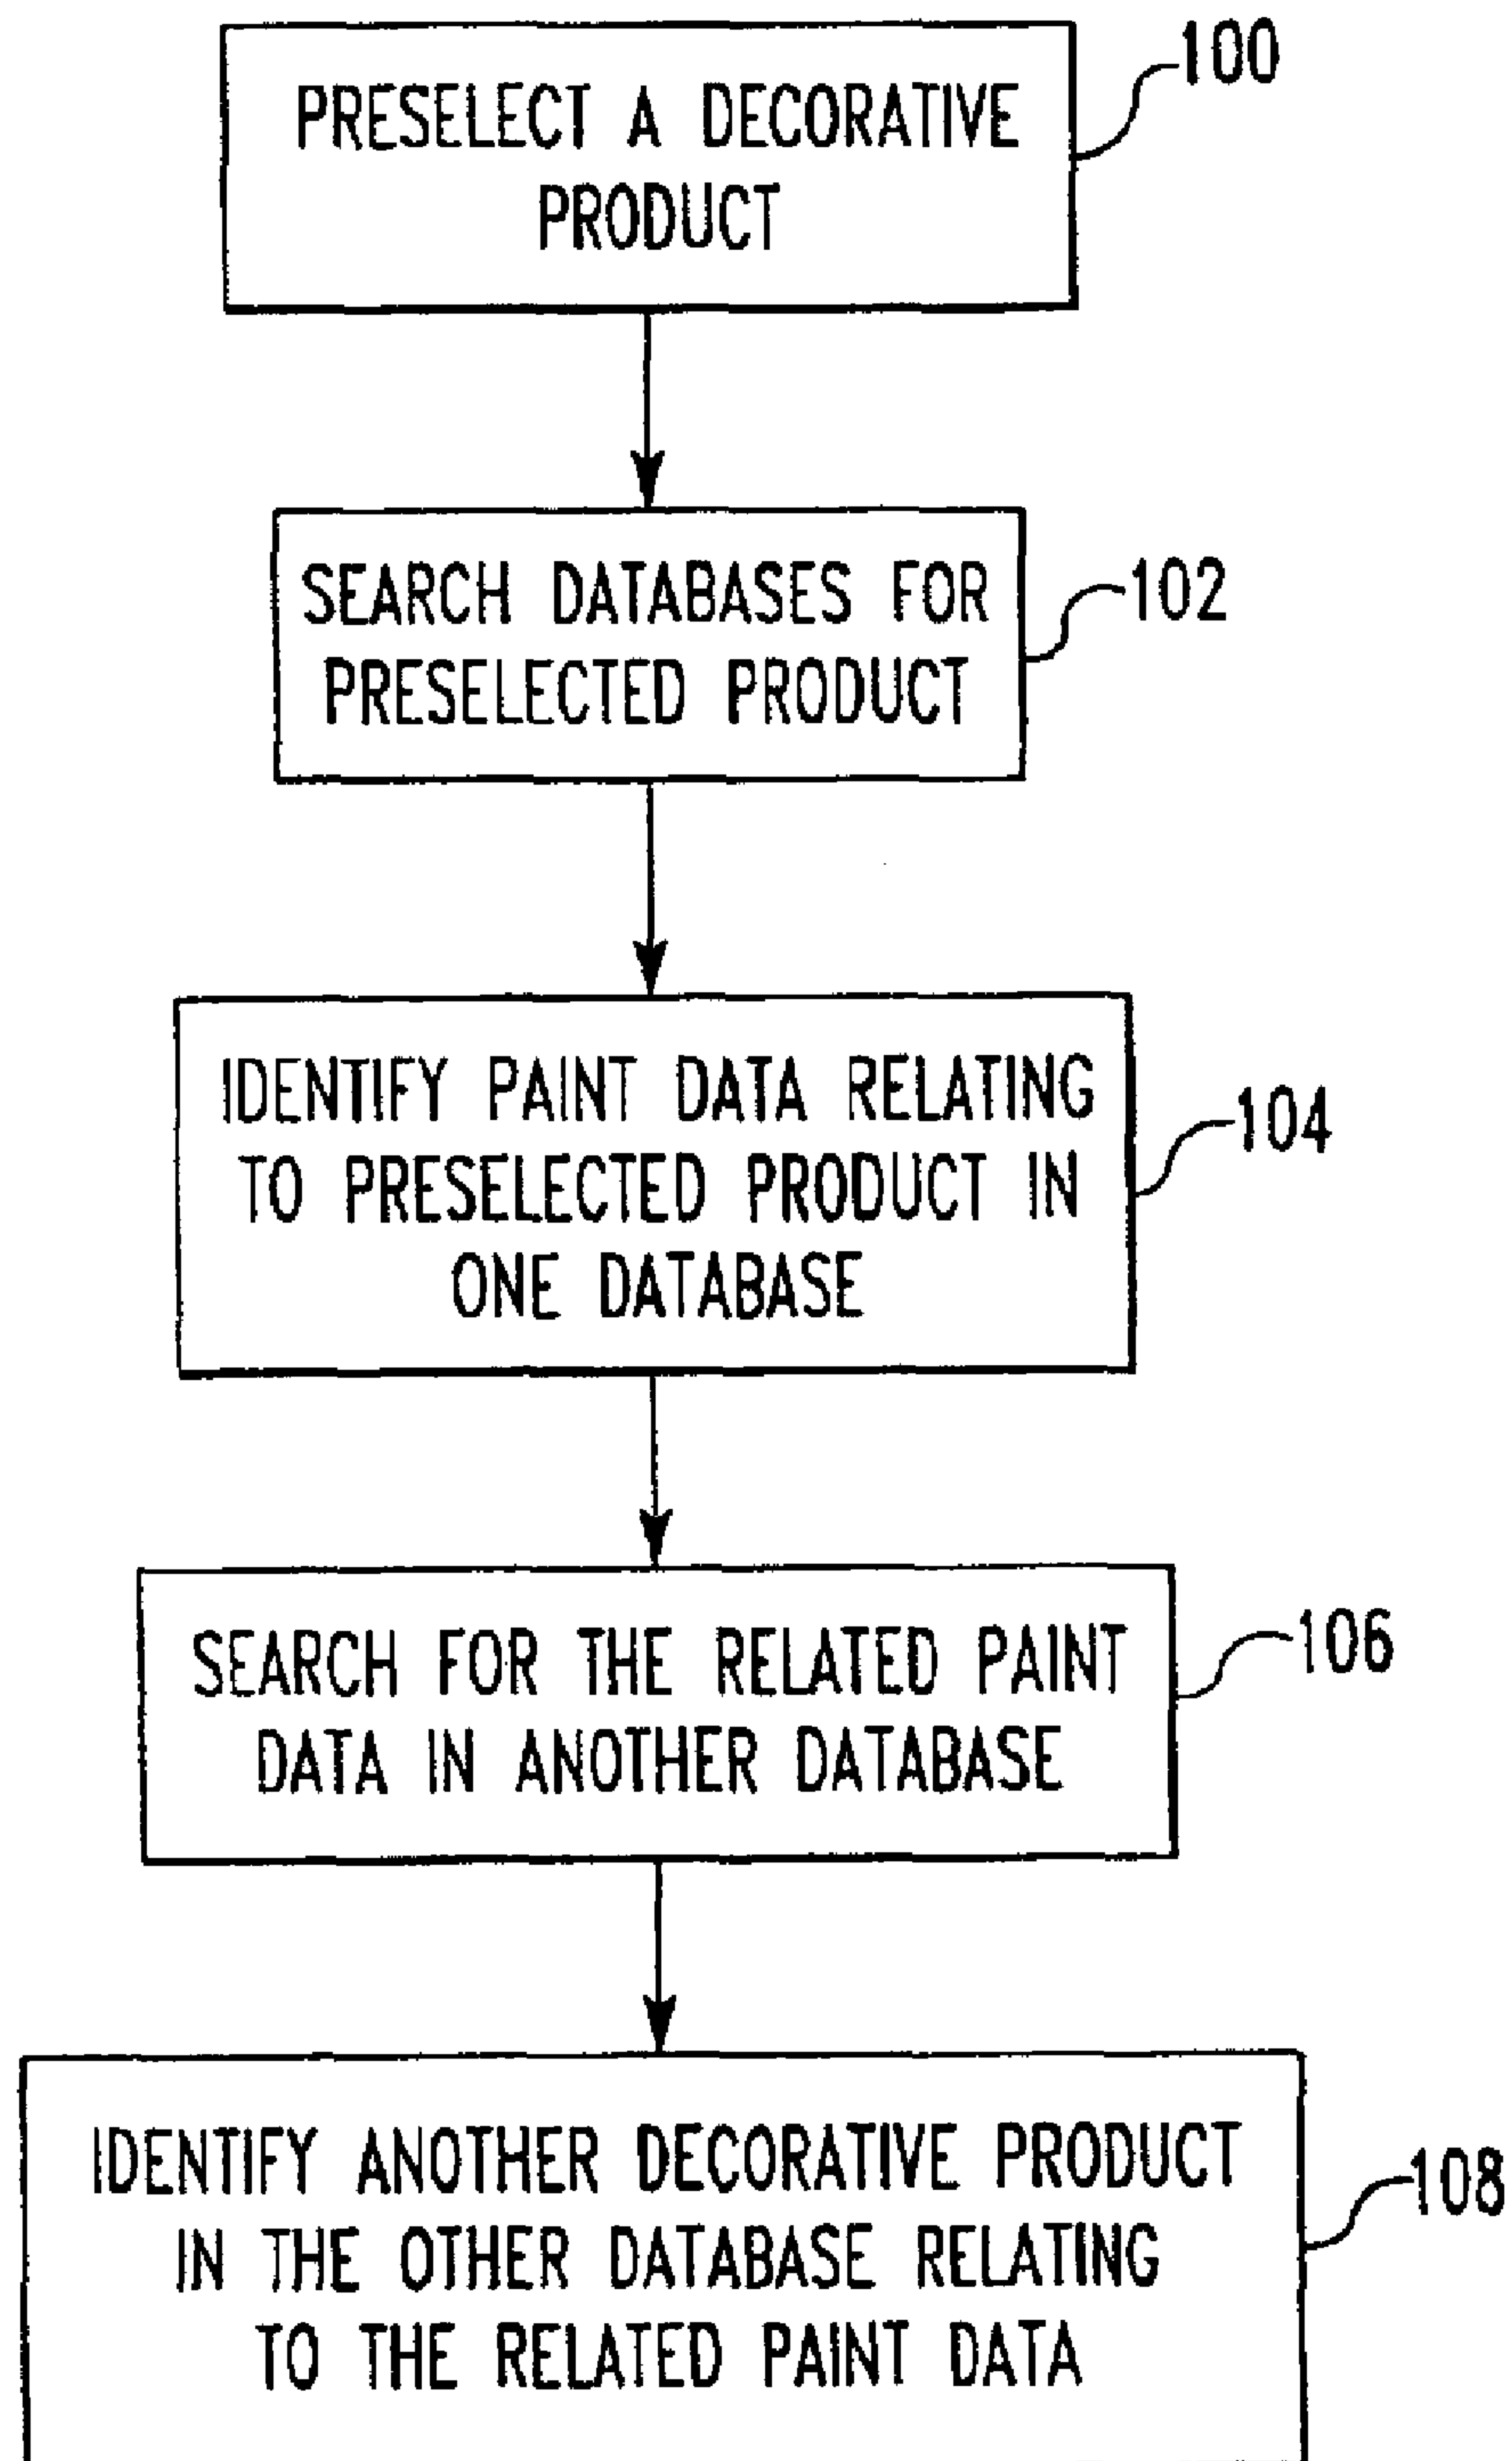 100
PRESELECT A DECORATIVE
PRODUCT
SEARCH DATABASES FOR
PRESELECTED PRODUCT
102
IDENTIFY PAINT DATA RELATING
TO PRESELECTED PRODUCT IN
ONE DATABASE
104
SEARCH FOR THE RELATED PAINT
DATA IN ANOTHER DATABASE
106
IDENTIFY ANOTHER DECORATIVE PRODUCT
IN THE OTHER DATABASE RELATING
TO THE RELATED PAINT DATA
108